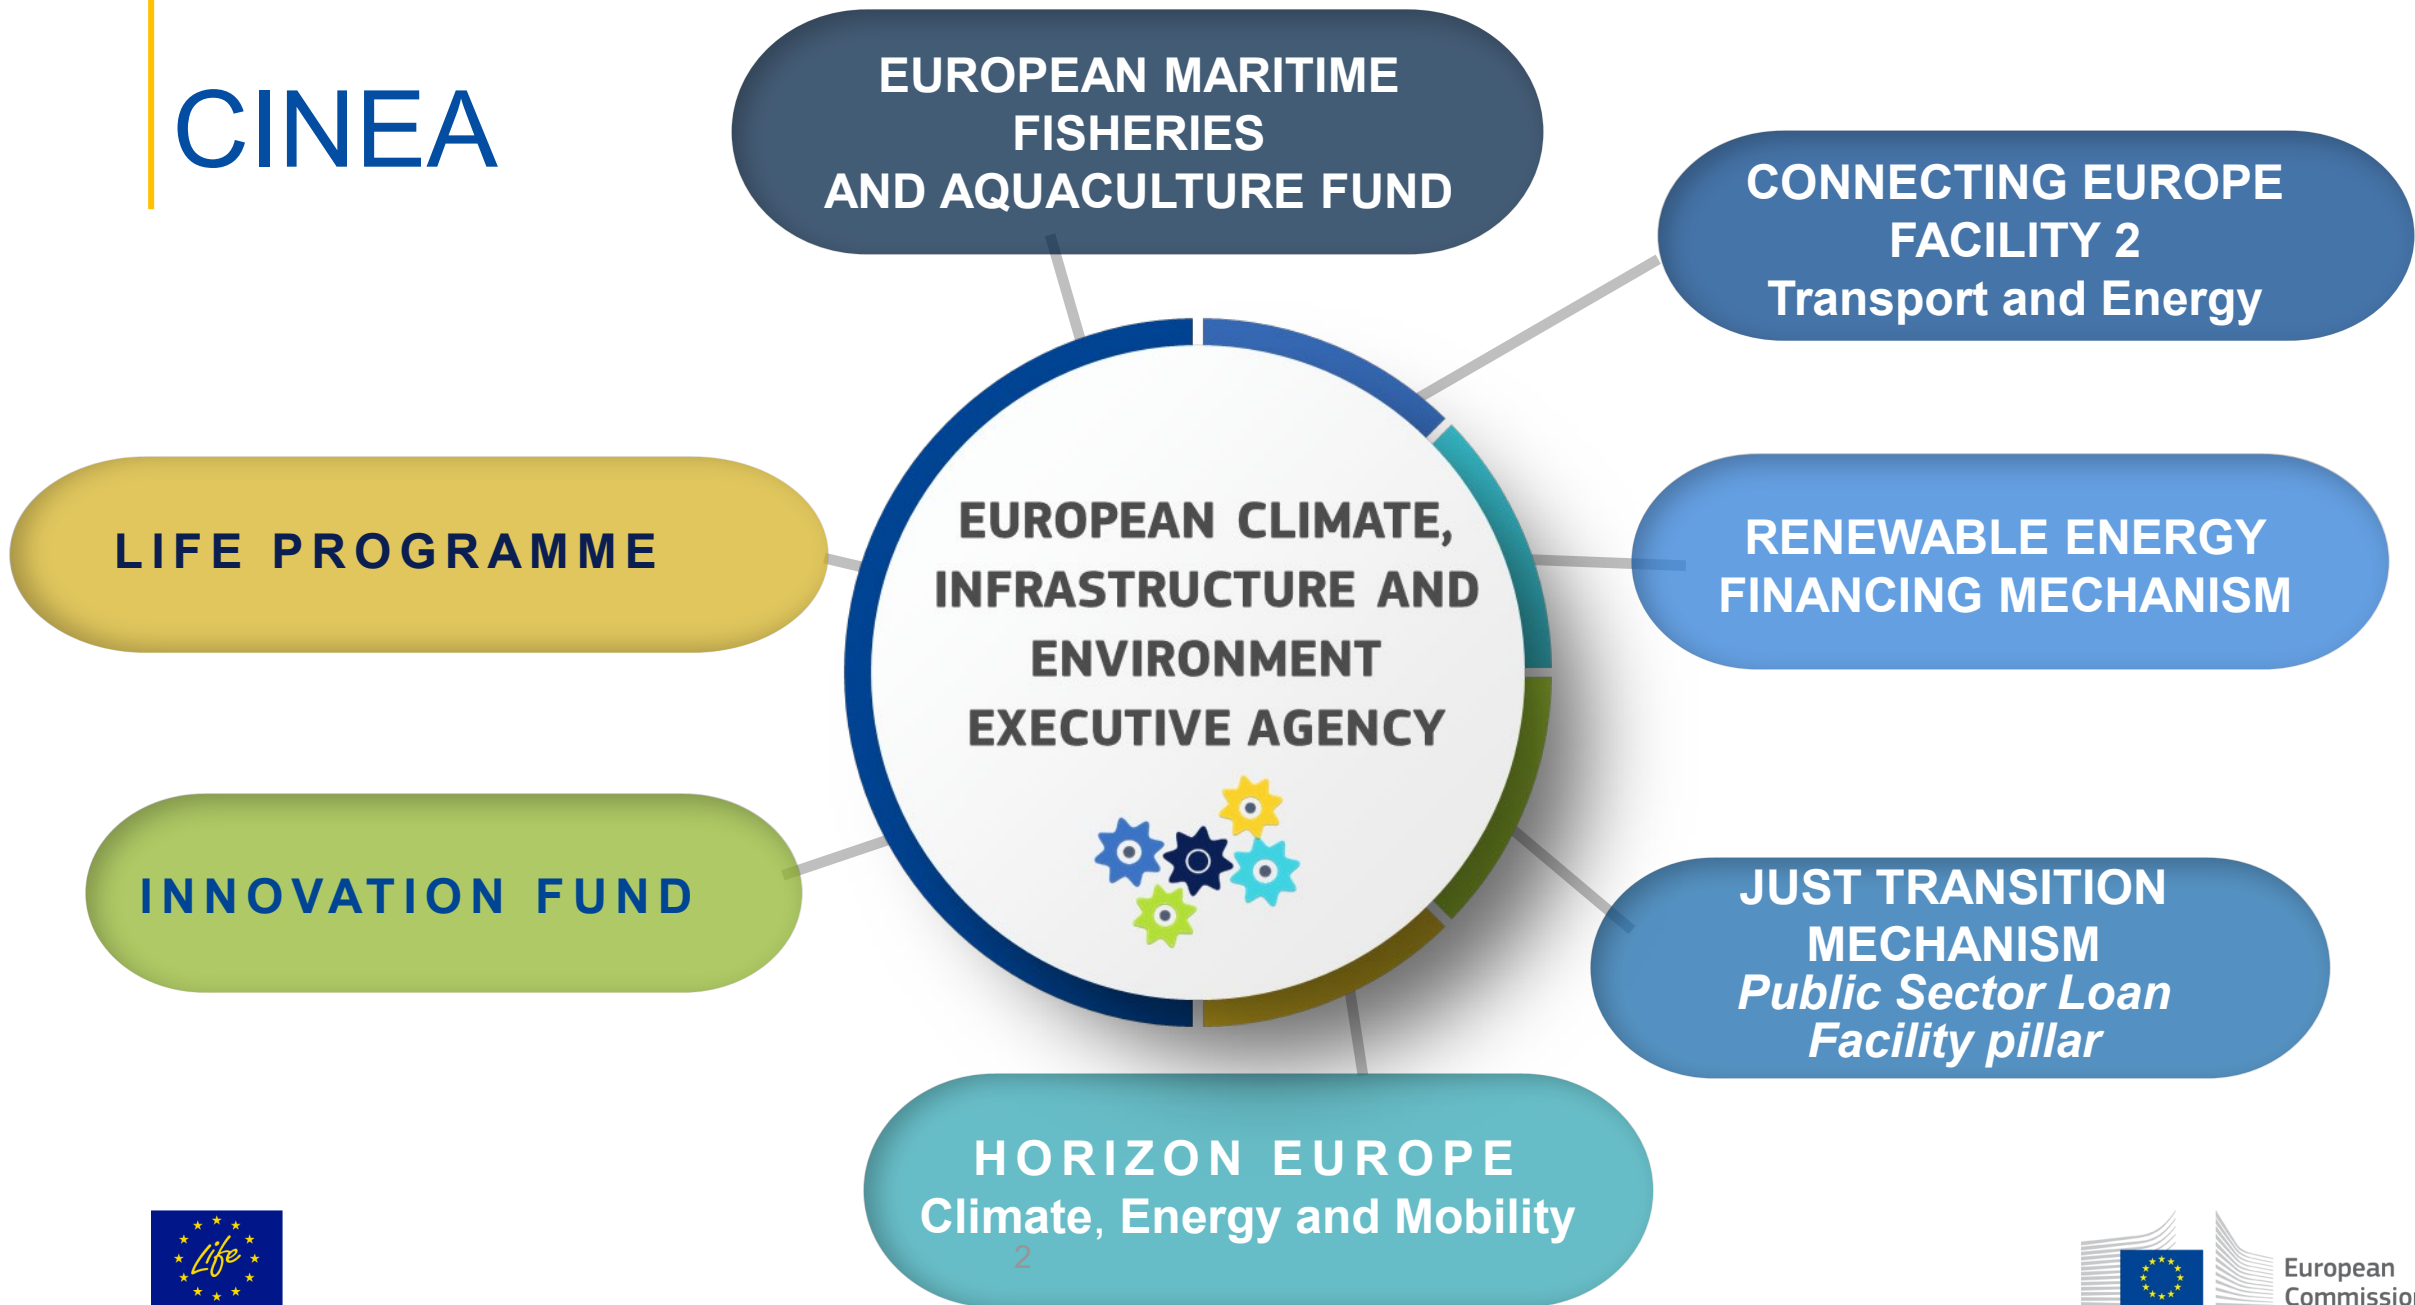 CINEA
EUROPEAN MARITIME
FISHERIES
AND AQUACULTURE FUND
CONNECTING EUROPE
FACILITY 2
Transport and Energy
LIFE PROGRAMME
EUROPEAN CLIMATE,
INFRASTRUCTURE AND
ENVIRONMENT
EXECUTIVE AGENCY
RENEWABLE ENERGY
FINANCING MECHANISM
INNOVATION FUND
JUST TRANSITION
MECHANISM
Public Sector Loan
Facility pillar
HORIZON EUROPE
Climate, Energy and Mobility
2
Life
European
Commission